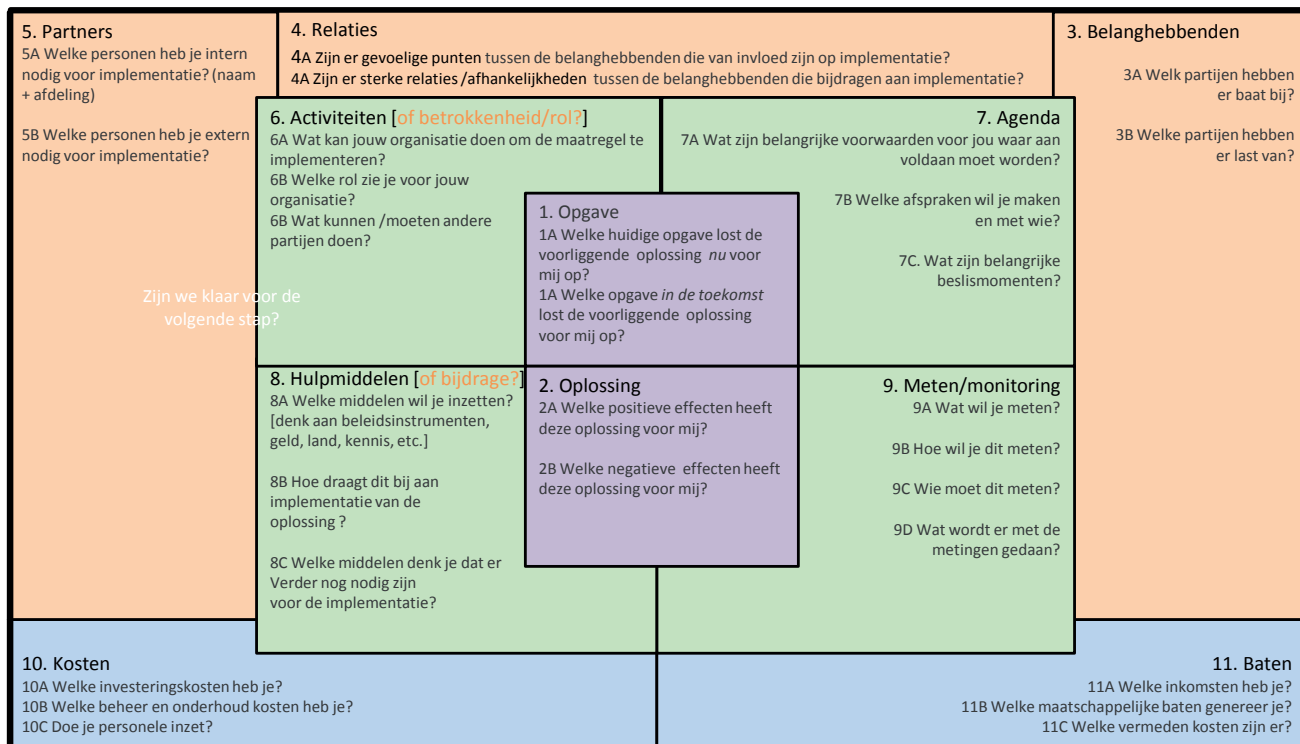 5. Partners
5A Welke personen heb je intern
nodig voor implementatie? (naam
+ afdeling)
5B Welke personen heb je extern
nodig voor implementatie?
4. Relaties
4A Zijn er gevoelige punten tussen de belanghebbenden die van invloed zijn op implementatie?
4A Zijn er sterke relaties /afhankelijkheden tussen de belanghebbenden die bijdragen aan implementatie?
3. Belanghebbenden
3A Welk partijen hebben
er baat bij?
3B Welke partijen hebben
er last van?
6. Activiteiten [of betrokkenheid/rol?]
6A Wat kan jouw organisatie doen om de maatregel te
implementeren?
6B Welke rol zie je voor jouw
organisatie?
6B Wat kunnen /moeten andere
partijen doen?
7. Agenda
7A Wat zijn belangrijke voorwaarden voor jou waar aan
voldaan moet worden?
7B Welke afspraken wil je maken
en met wie?
7C. Wat zijn belangrijke
beslismomenten?
1. Opgave
1A Welke huidige opgave lost de
voorliggende oplossing nu voor
mij op?
1A Welke opgave in de toekomst
lost de voorliggende oplossing
voor mij op?
Zijn we klaar voor de
volgende stap?
8. Hulpmiddelen [of bijdrage?]
8A Welke middelen wil je inzetten?
[denk aan beleidsinstrumenten,
geld, land, kennis, etc.]
8B Hoe draagt dit bij aan
implementatie van de
oplossing ?
8C Welke middelen denk je dat er
Verder nog nodig zijn
voor de implementatie?
2. Oplossing
2A Welke positieve effecten heeft
deze oplossing voor mij?
2B Welke negatieve effecten heeft
deze oplossing voor mij?
9. Meten/monitoring
9A Wat wil je meten?
9B Hoe wil je dit meten?
9C Wie moet dit meten?
9D Wat wordt er met de
metingen gedaan?
10. Kosten
10A Welke investeringskosten heb je?
10B Welke beheer en onderhoud kosten heb je?
10C Doe je personele inzet?
11. Baten
11A Welke inkomsten heb je?
11B Welke maatschappelijke baten genereer je?
11C Welke vermeden kosten zijn er?